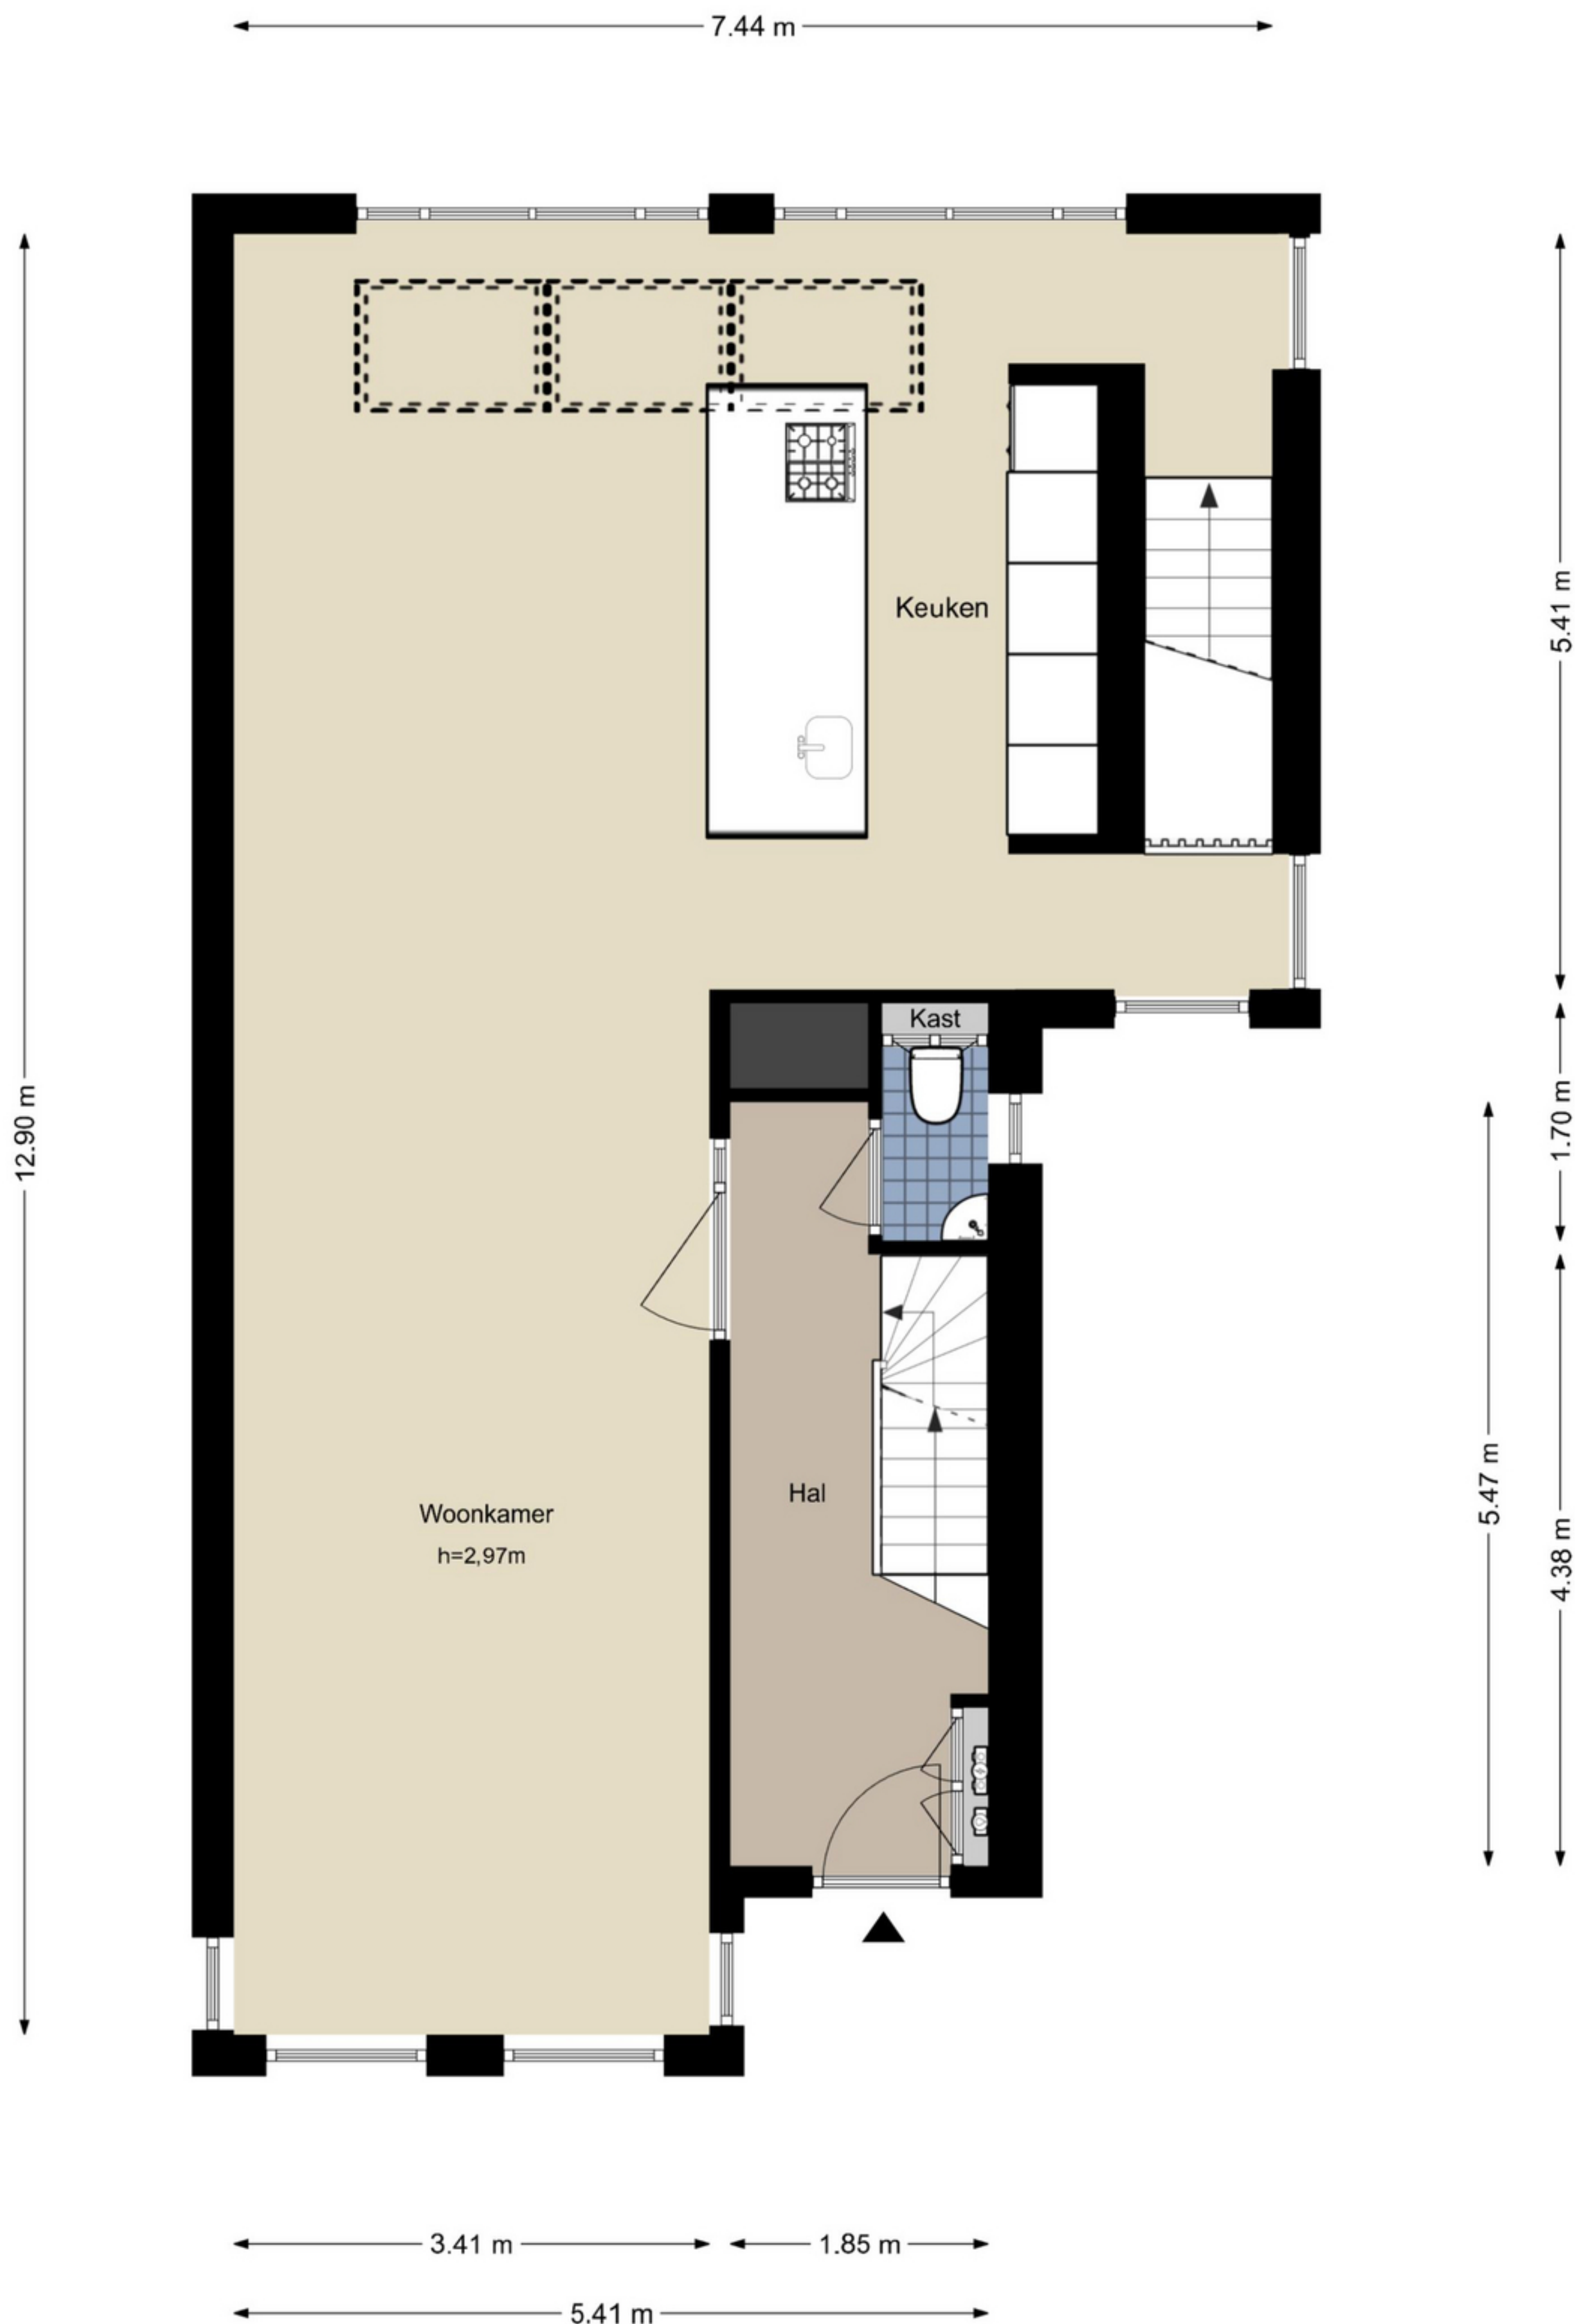 7.44 m
Keuken
5.41 m
Kast
12.90 m
1.70 m
Woonkamer
h=2,97m
Hal
5.47 m
4.38 m
3.41 m
1.85 m
5.41 m